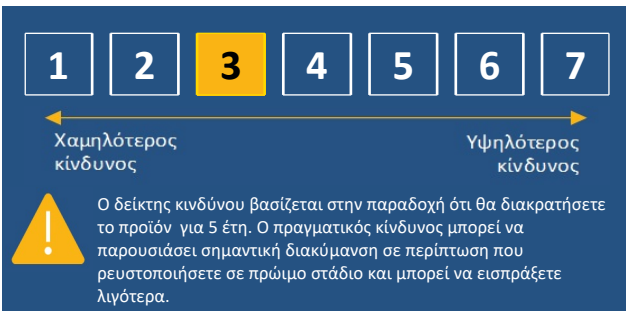 1 2 3 4 5 6 7
Χαμηλότερος Υψηλότερος
κίνδυνος κίνδυνος
Ο δείκτης κινδύνου βασίζεται στην παραδοχή ότι θα διακρατήσετε
το προϊόν για 5 έτη. Ο πραγματικός κίνδυνος μπορεί να
παρουσιάσει σημαντική διακύμανση σε περίπτωση που
ρευστοποιήσετε σε πρώιμο στάδιο και μπορεί να εισπράξετε
λιγότερα.